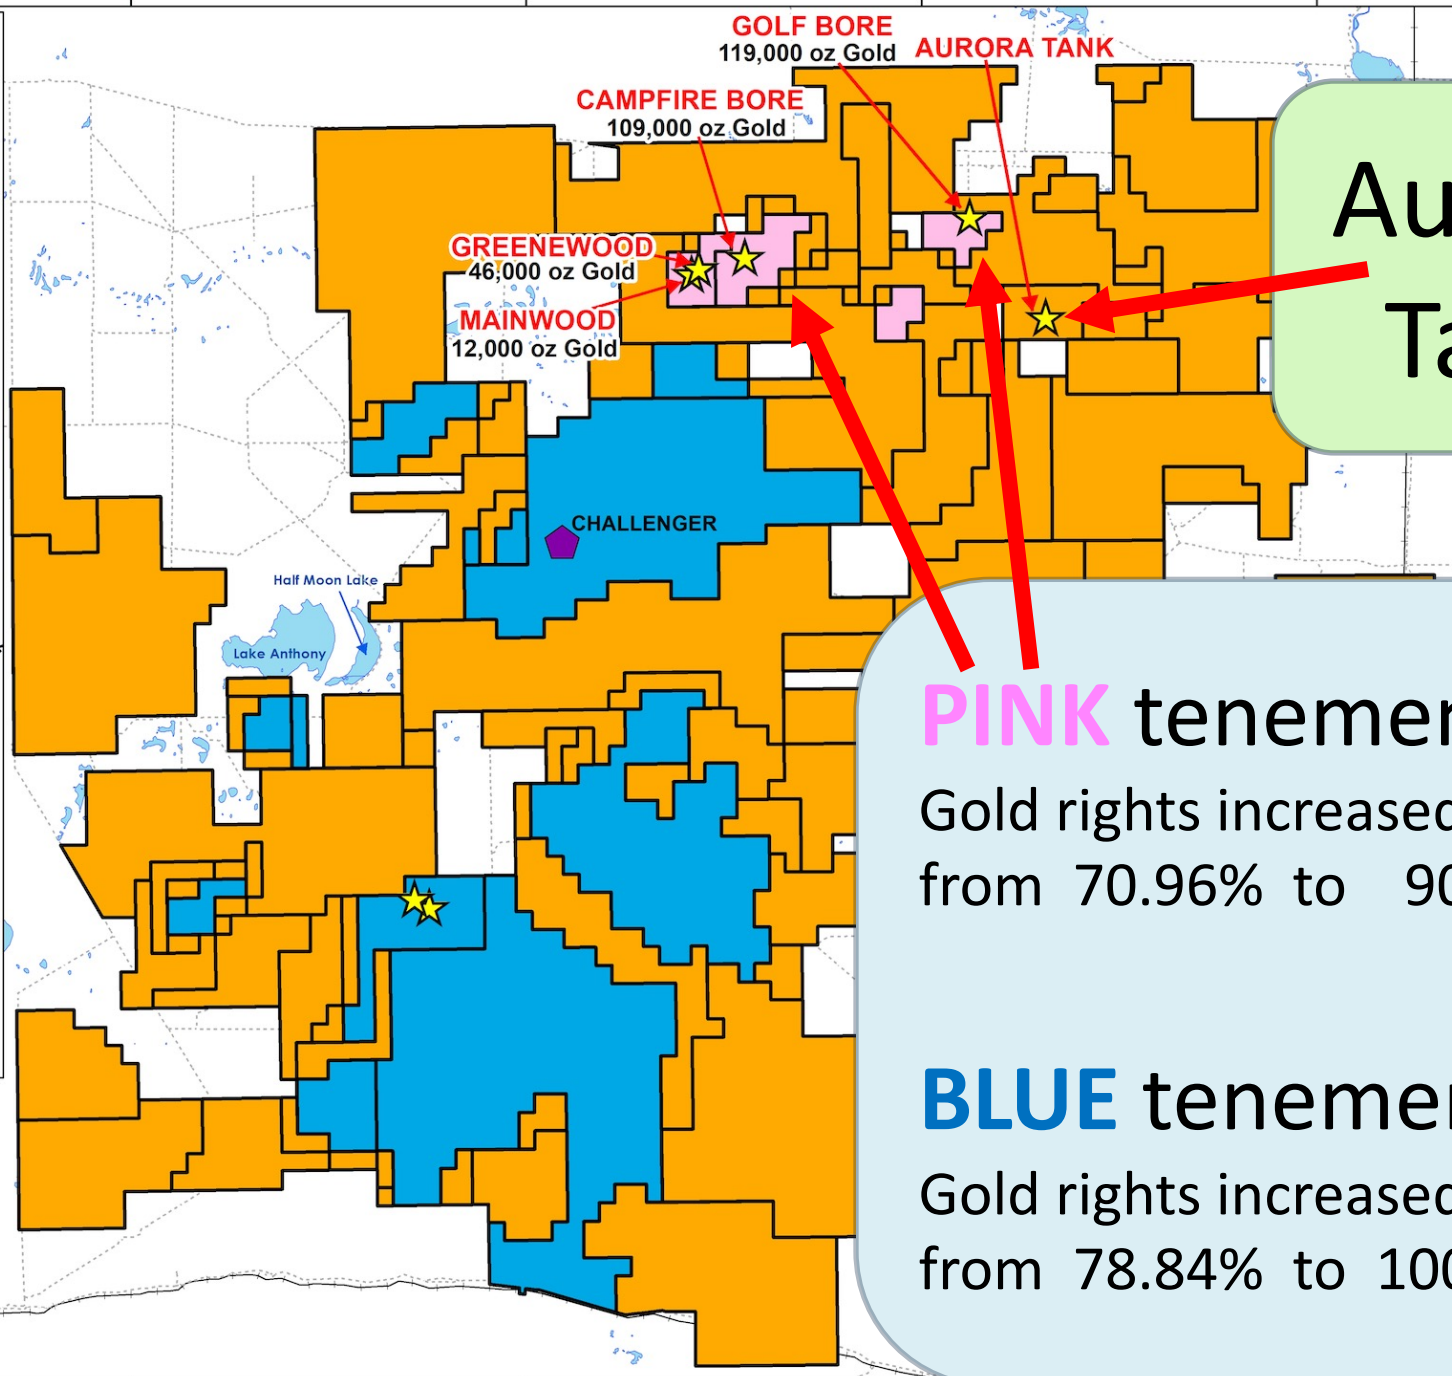 GOLF BORE
119,000 oz Gold
AURORA TANK
CAMPFIRE BORE
109,000 oz Gold
GREENEWOOD
46,000 oz Gold
MAINWOOD
12,000 oz Gold
CHALLENGER
Half Moon Lake
Lake Anthony
Au
Ta
PINK tenemen
Gold rights increased
from 70.96% to 90
BLUE tenemen
Gold rights increased
from 78.84% to 100